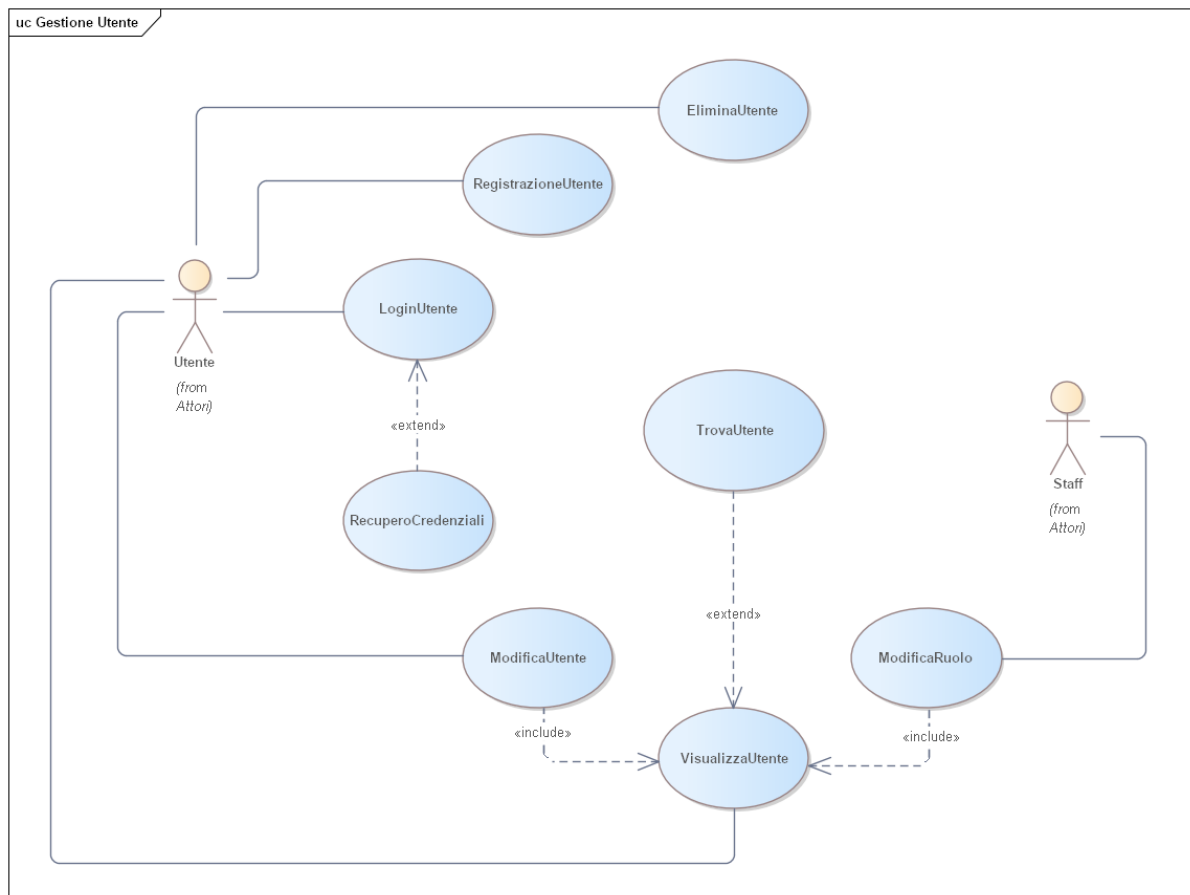 uc Gestione Utente
EliminaUtente
RegistrazioneUtente
LoginUtente
Utente
(from
Attori)
«extend»
TrovaUtente
Staff
(from
Attori)
RecuperoCredenziali
«extend»
ModificaUtente
ModificaRuolo
«include»
«include»
VisualizzaUtente